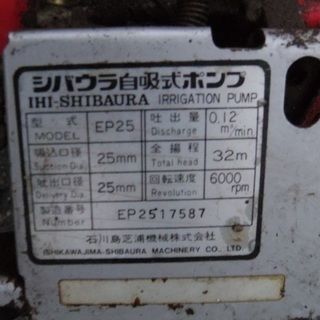 シバウラ自吸式ポンプ
IHI-SHIBAURA IRRIGATION PUMP
型式 MODEL EP25 吐出量 Discharge 0.12 m³/min.
吸込口径 Suction Dia. 25mm 全揚程 Total head 32m
吐出口径 Delivery Dia. 25mm 回転速度 Revolution 6000 rpm
製造番号 Number EP2517587
石川島芝浦機械株式会社
ISHIKAWAJIMA-SHIBAURA MACHINERY CO., LTD.